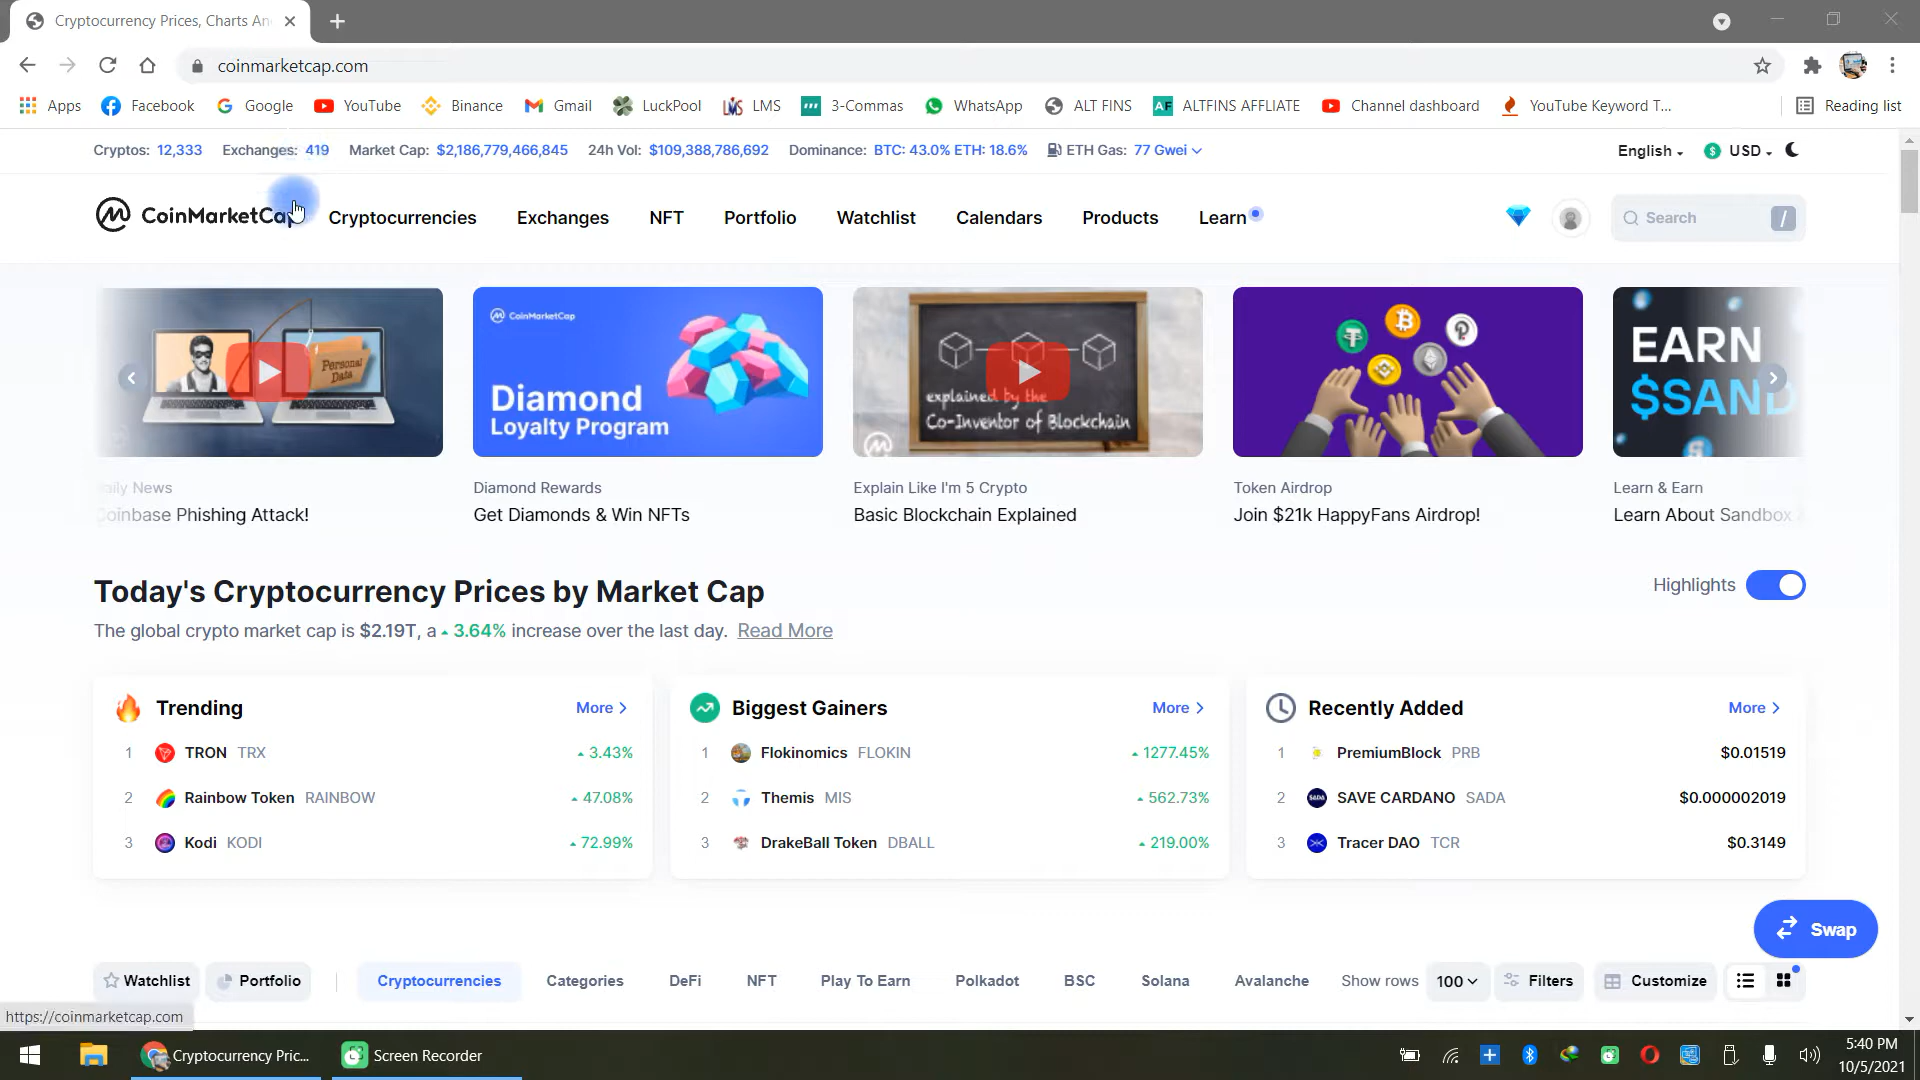 Cryptocurrency Prices, Charts An
coinmarketcap.com
Apps Facebook Google YouTube Binance Gmail LuckPool LMS 3-Commas WhatsApp ALT FINS ALTFINS AFFLIATE Channel dashboard YouTube Keyword T... Reading list
Cryptos: 12,333 Exchanges: 419 Market Cap: $2,186,779,466,845 24h Vol: $109,388,786,692 Dominance: BTC: 43.0% ETH: 18.6% ETH Gas: 77 Gwei English USD
CoinMarketCap Cryptocurrencies Exchanges NFT Portfolio Watchlist Calendars Products Learn Search /
Personal Data
CoinMarketCap
Diamond
Loyalty Program
explained by the
Co-Inventor of Blockchain
EARN
$SAND
aily News
Coinbase Phishing Attack!
Diamond Rewards
Get Diamonds & Win NFTs
Explain Like I'm 5 Crypto
Basic Blockchain Explained
Token Airdrop
Join $21k HappyFans Airdrop!
Learn & Earn
Learn About Sandbox
Today's Cryptocurrency Prices by Market Cap
Highlights
The global crypto market cap is $2.19T, a 3.64% increase over the last day. Read More
Trending More
1 TRON TRX 3.43%
2 Rainbow Token RAINBOW 47.08%
3 Kodi KODI 72.99%
Biggest Gainers More
1 Flokinomics FLOKIN 1277.45%
2 Themis MIS 562.73%
3 DrakeBall Token DBALL 219.00%
Recently Added More
1 PremiumBlock PRB $0.01519
2 SAVE CARDANO SADA $0.000002019
3 Tracer DAO TCR $0.3149
Swap
Watchlist Portfolio Cryptocurrencies Categories DeFi NFT Play To Earn Polkadot BSC Solana Avalanche Show rows 100 Filters Customize
https://coinmarketcap.com
Cryptocurrency Pric... Screen Recorder
5:40 PM
10/5/2021